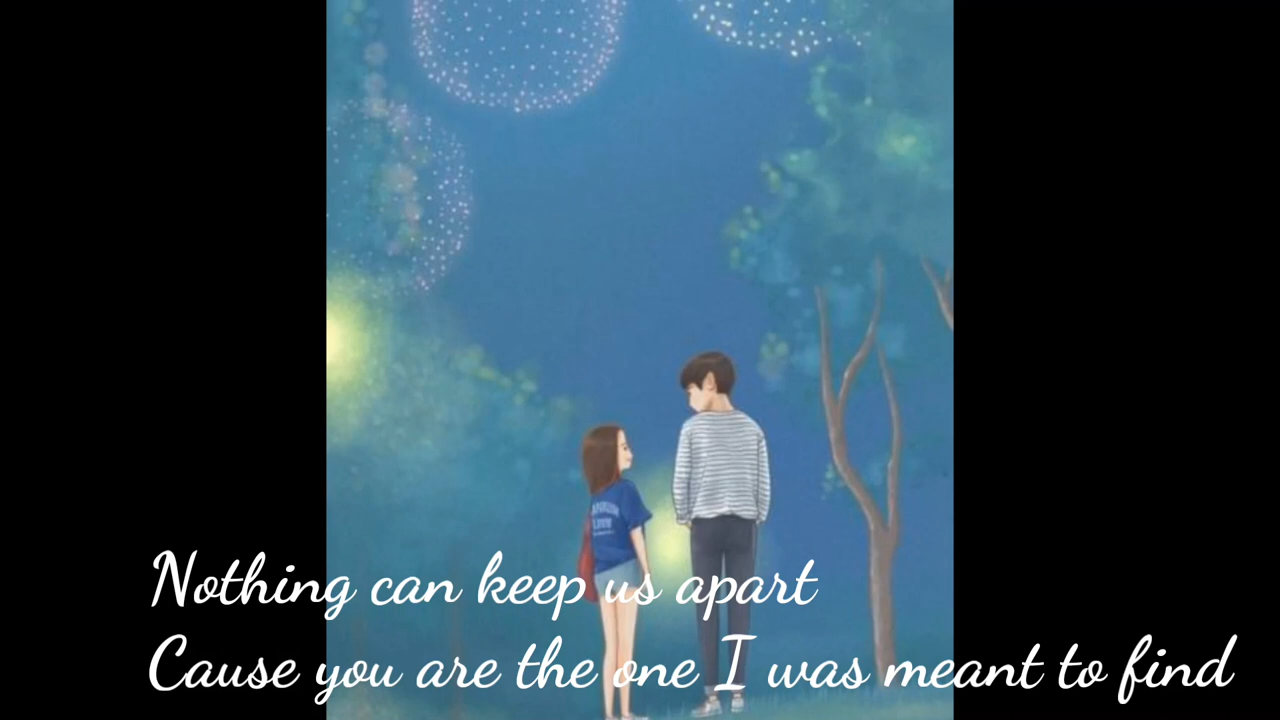 Nothing can keep us apart
Cause you are the one I was meant to find